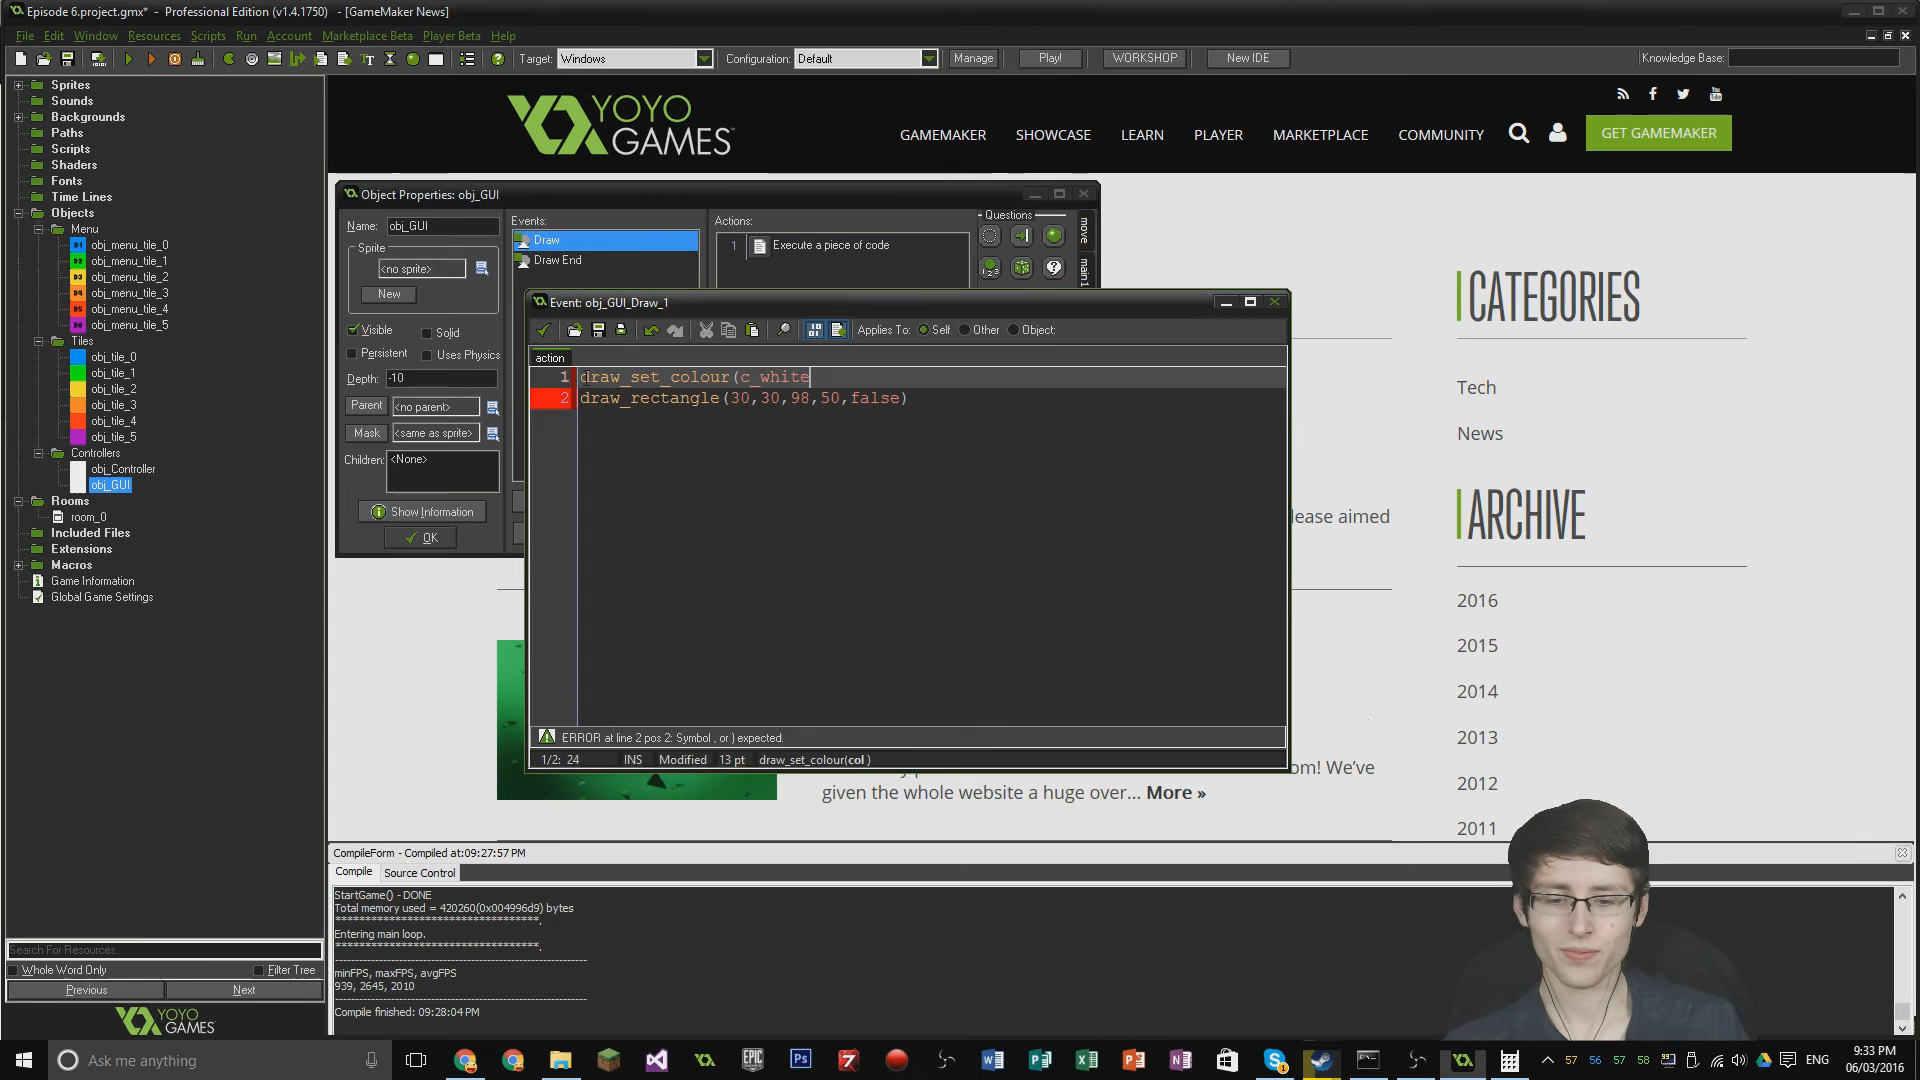 Episode 6.project.gmx* - Professional Edition (v1.4.1750) - [GameMaker News]
File Edit Window Resources Scripts Run Account Marketplace Beta Player Beta Help
Target: Windows Configuration: Default Manage Play! WORKSHOP New IDE Knowledge Base:
Sprites
Sounds
Backgrounds
Paths
Scripts
Shaders
Fonts
Time Lines
Objects
Menu
obj_menu_tile_0
obj_menu_tile_1
obj_menu_tile_2
obj_menu_tile_3
obj_menu_tile_4
obj_menu_tile_5
Tiles
obj_tile_0
obj_tile_1
obj_tile_2
obj_tile_3
obj_tile_4
obj_tile_5
Controllers
obj_Controller
obj_GUI
Rooms
room_0
Included Files
Extensions
Macros
Game Information
Global Game Settings
Search For Resources...
Whole Word Only Filter Tree
Previous Next
YOYO GAMES
YOYO
GAMES
GAMEMAKER SHOWCASE LEARN PLAYER MARKETPLACE COMMUNITY GET GAMEMAKER
Object Properties: obj_GUI
Name: obj_GUI
Sprite
<no sprite>
New
Visible Solid
Persistent Uses Physics
Depth: -10
Parent <no parent>
Mask <same as sprite>
Children: <None>
Show Information
OK
Events:
Draw
Draw End
Actions:
1 Execute a piece of code
Questions
move
main1
Event: obj_GUI_Draw_1
Applies To: Self Other Object:
action
1 draw_set_colour(c_white
2 draw_rectangle(30,30,98,50,false)
ERROR at line 2 pos 2: Symbol , or ) expected.
1/2: 24 INS Modified 13 pt draw_set_colour(col )
lease aimed
om! We've
given the whole website a huge over... More »
CATEGORIES
Tech
News
ARCHIVE
2016
2015
2014
2013
2012
2011
CompileForm - Compiled at:09:27:57 PM
Compile Source Control
StartGame() - DONE
Total memory used = 420260(0x004996d9) bytes
***********************************.
Entering main loop.
***********************************.
minFPS, maxFPS, avgFPS
939, 2645, 2010
Compile finished: 09:28:04 PM
Ask me anything
57 56 57 58 ENG
9:33 PM
06/03/2016